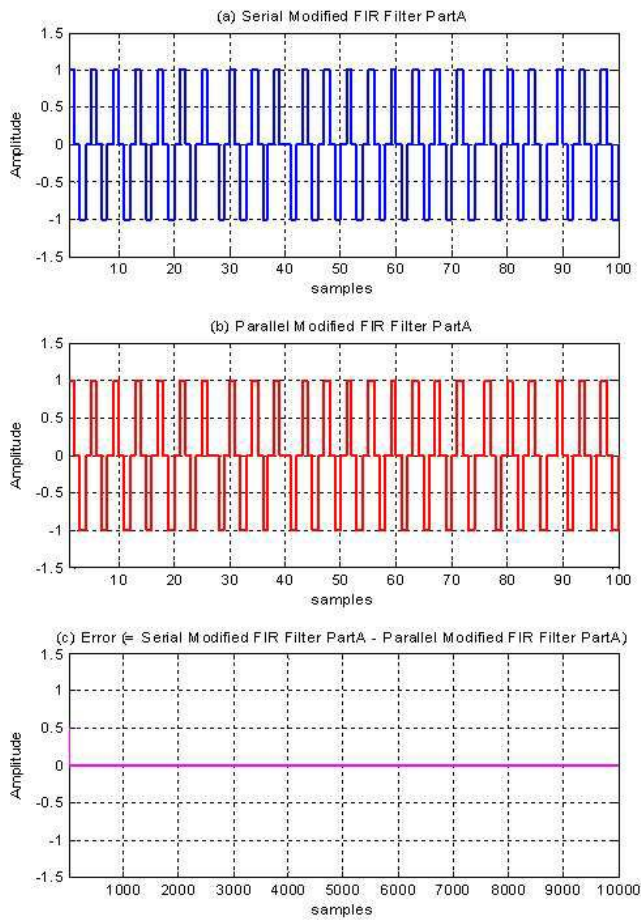 (a) Serial Modified FIR Filter PartA
1.5
1
0.5
0
-0.5
-1
-1.5
Amplitude
10 20 30 40 50 60 70 80 90 100
samples
(b) Parallel Modified FIR Filter PartA
1.5
1
0.5
0
-0.5
-1
-1.5
Amplitude
10 20 30 40 50 60 70 80 90 100
samples
(c) Error (= Serial Modified FIR Filter PartA - Parallel Modified FIR Filter PartA)
1.5
1
0.5
0
-0.5
-1
-1.5
Amplitude
1000 2000 3000 4000 5000 6000 7000 8000 9000 10000
samples